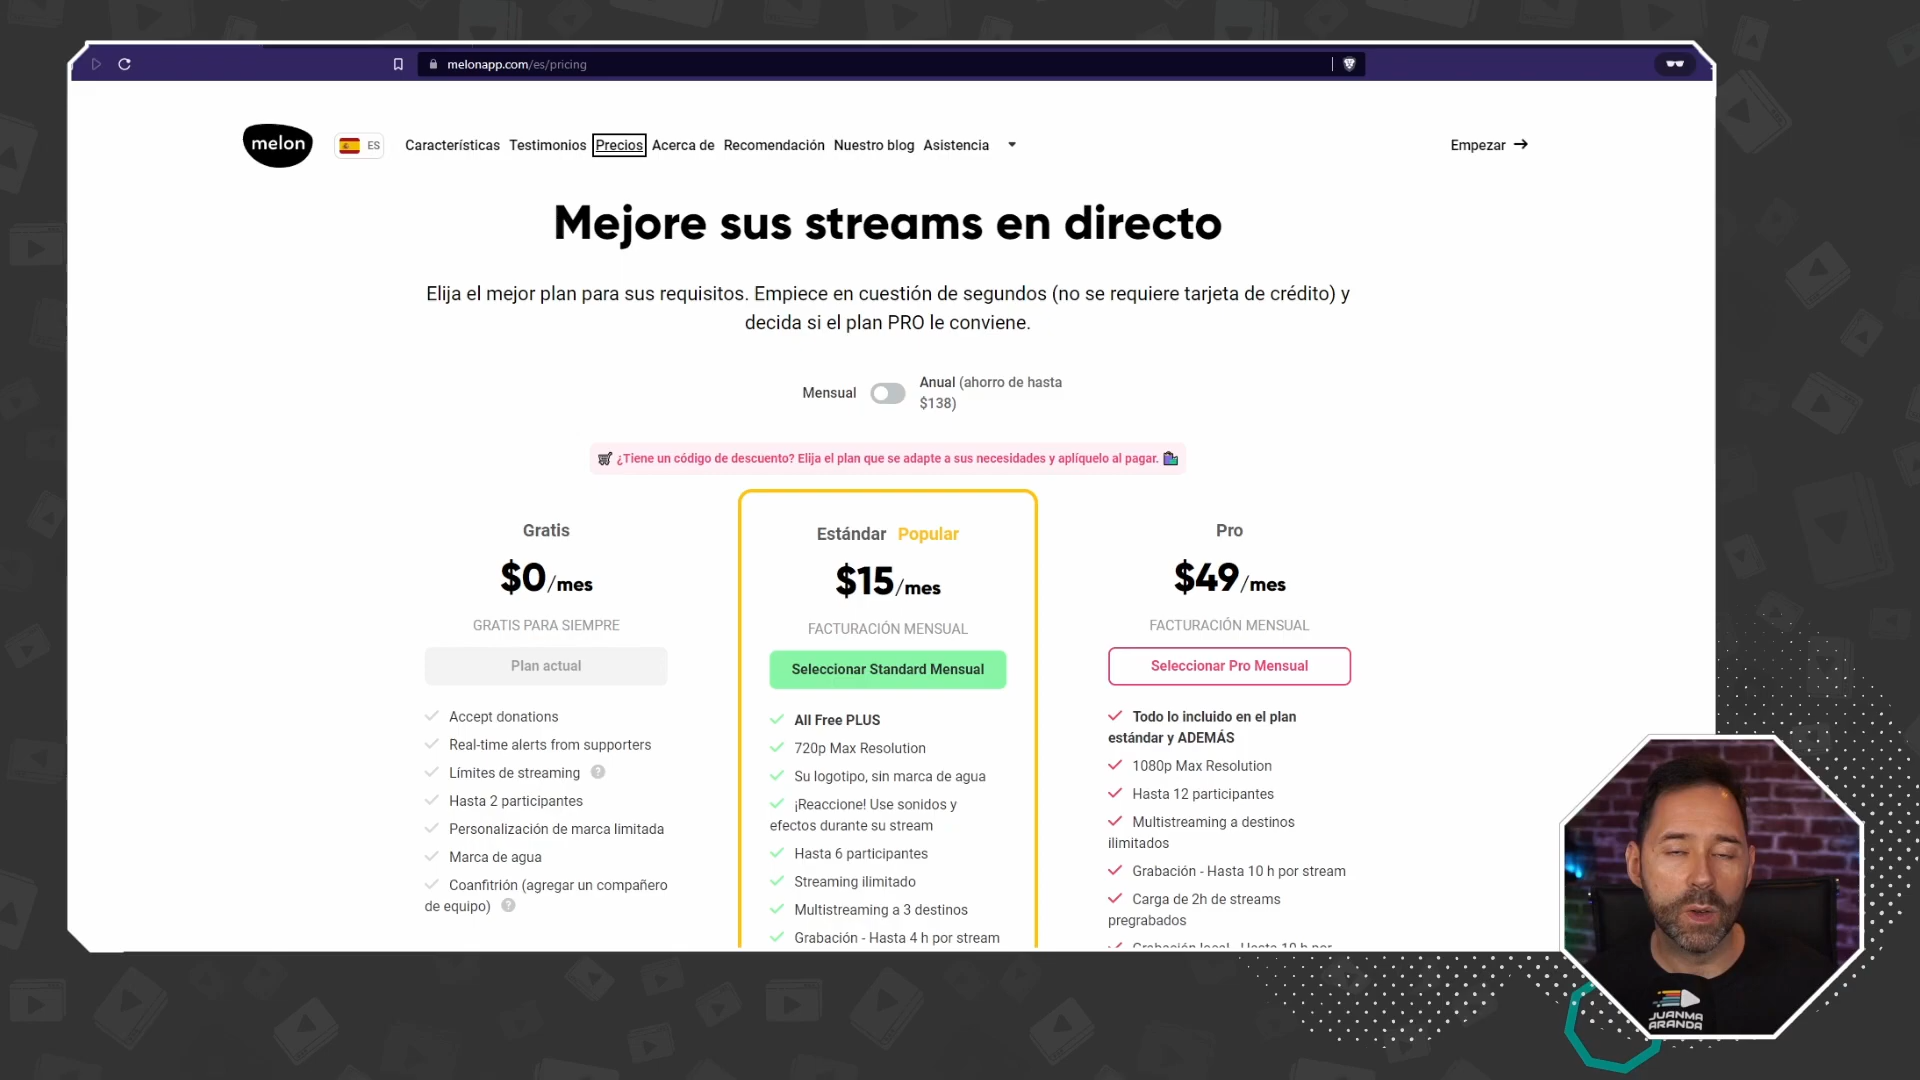 melonapp.com/es/pricing
melon
ES
Características Testimonios Precios Acerca de Recomendación Nuestro blog Asistencia
Empezar →
Mejore sus streams en directo
Elija el mejor plan para sus requisitos. Empiece en cuestión de segundos (no se requiere tarjeta de crédito) y
decida si el plan PRO le conviene.
Mensual
Anual (ahorro de hasta
$138)
¿Tiene un código de descuento? Elija el plan que se adapte a sus necesidades y aplíquelo al pagar.
Gratis
$0/mes
GRATIS PARA SIEMPRE
Plan actual
Accept donations
Real-time alerts from supporters
Límites de streaming ?
Hasta 2 participantes
Personalización de marca limitada
Marca de agua
Coanfitrión (agregar un compañero
de equipo) ?
Estándar Popular
$15/mes
FACTURACIÓN MENSUAL
Seleccionar Standard Mensual
All Free PLUS
720p Max Resolution
Su logotipo, sin marca de agua
¡Reaccione! Use sonidos y
efectos durante su stream
Hasta 6 participantes
Streaming ilimitado
Multistreaming a 3 destinos
Grabación - Hasta 4 h por stream
Pro
$49/mes
FACTURACIÓN MENSUAL
Seleccionar Pro Mensual
Todo lo incluido en el plan
estándar y ADEMÁS
1080p Max Resolution
Hasta 12 participantes
Multistreaming a destinos
ilimitados
Grabación - Hasta 10 h por stream
Carga de 2h de streams
pregrabados
Grabación local - Hasta 10 h por
JUANMA
ARANDA